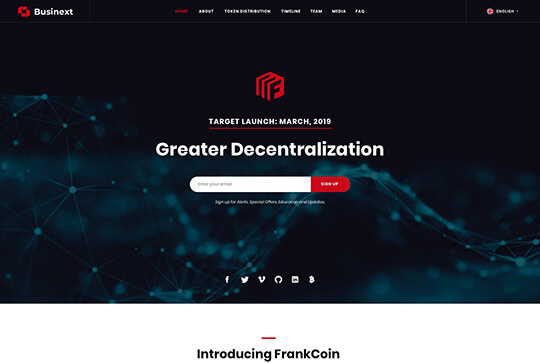 Businext
HOME ABOUT TOKEN DISTRIBUTION TIMELINE TEAM MEDIA FAQ
ENGLISH
TARGET LAUNCH: MARCH, 2019
Greater Decentralization
Enter your email
SIGN UP
Sign up for Alerts, Special Offers, Education and Updates.
Introducing FrankCoin